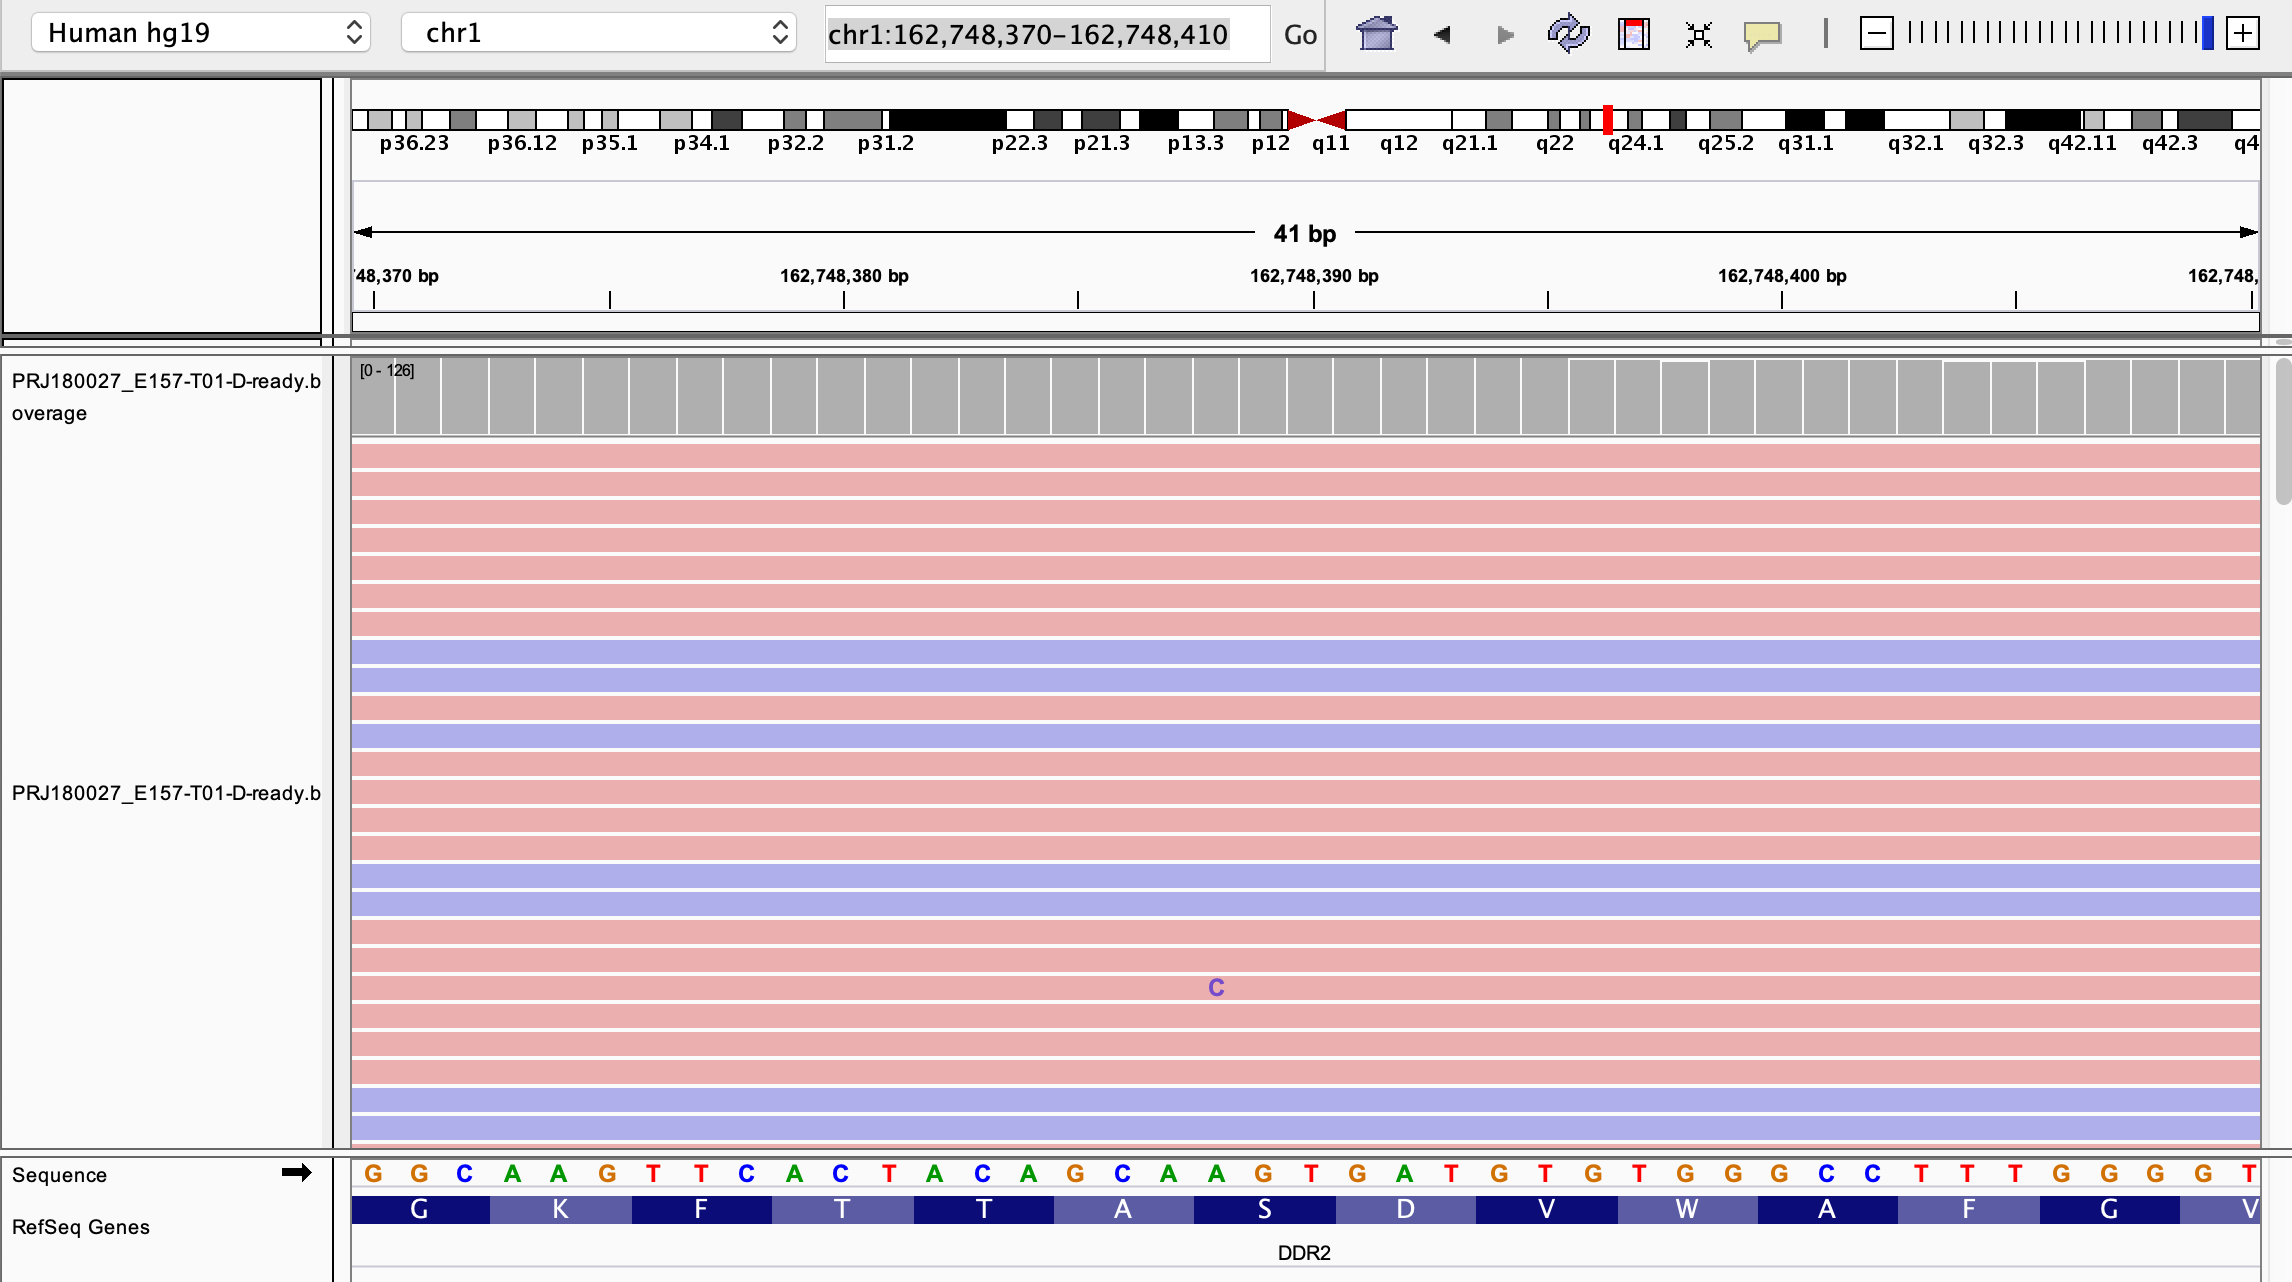 Human hg19 chr1 chr1:162,748,370-162,748,410 Go
p36.23 p36.12 p35.1 p34.1 p32.2 p31.2 p22.3 p21.3 p13.3 p12 q11 q12 q21.1 q22 q24.1 q25.2 q31.1 q32.1 q32.3 q42.11 q42.3 q4
41 bp
48,370 bp 162,748,380 bp 162,748,390 bp 162,748,400 bp 162,748,
PRJ180027_E157-T01-D-ready.b
overage
[0 - 126]
PRJ180027_E157-T01-D-ready.b
C
Sequence G G C A A G T T C A C T A C A G C A A G T G A T G T G T G G G C C T T T G G G G T
G K F T T A S D V W A F G V
RefSeq Genes
DDR2